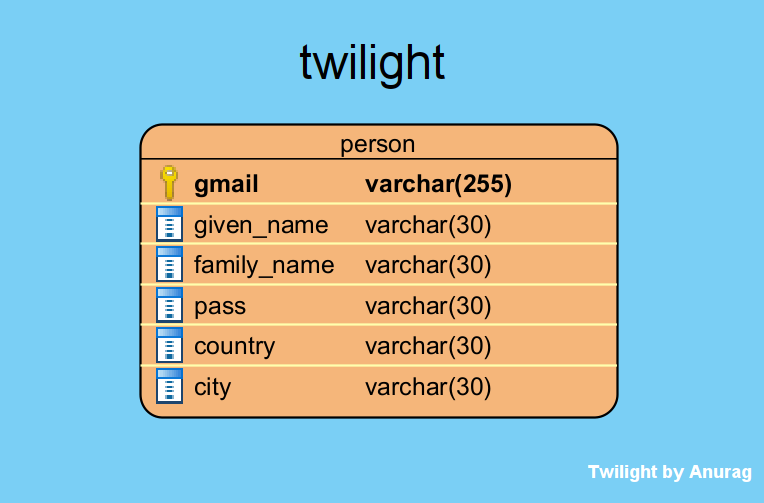 twilight
person
gmail varchar(255)
given_name varchar(30)
family_name varchar(30)
pass varchar(30)
country varchar(30)
city varchar(30)
Twilight by Anurag